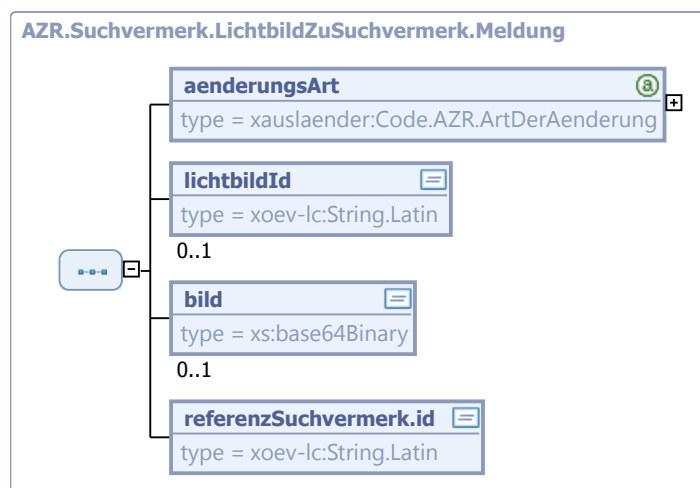 AZR.Suchvermerk.LichtbildZuSuchvermerk.Meldung
aenderungsArt
type = xauslaender:Code.AZR.ArtDerAenderung
lichtbildId
type = xoev-lc:String.Latin
0..1
bild
type = xs:base64Binary
0..1
referenzSuchvermerk.id
type = xoev-lc:String.Latin